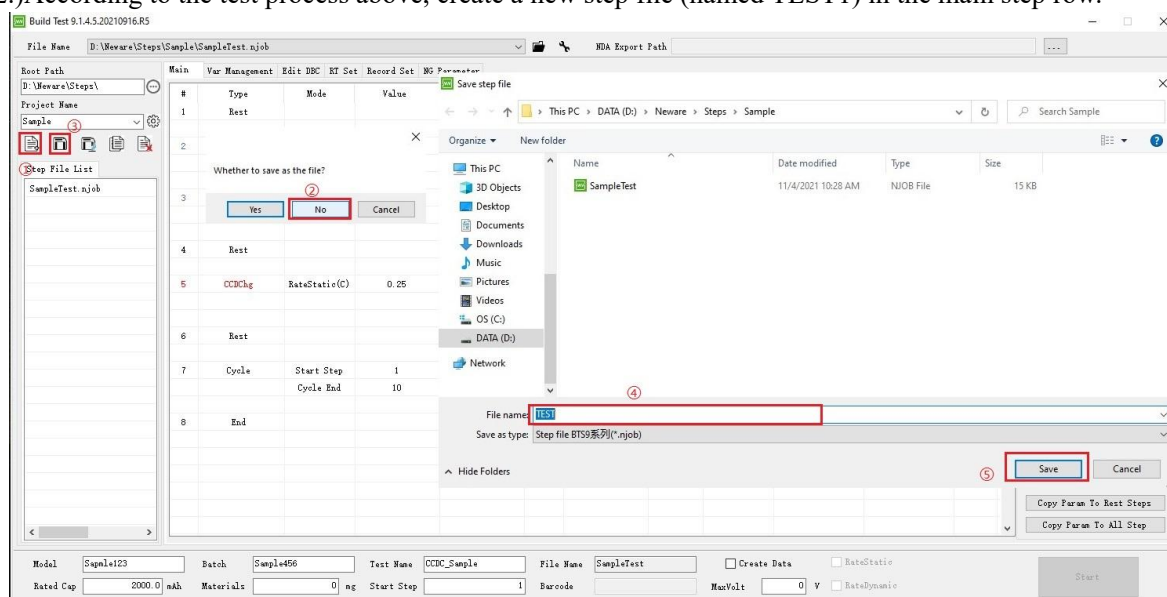 2.)According to the test process above, create a new step file (named TEST1) in the main step row.
Build Test 9.1.4.5.20210916.R5
File Name D:\Neware\Steps\Sample\SampleTest.njob NDA Export Path ...
Root Path
D:\Neware\Steps\
Project Name
Sample
③
①
Step File List
SampleTest.njob
Main Var Management Edit DBC RT Set Record Set NG Parameter
# Type Mode Value
1 Rest
2
3
4 Rest
5 CCDChg RateStatic(C) 0.25
6 Rest
7 Cycle Start Step 1
Cycle End 10
8 End
Whether to save as the file?
②
Yes No Cancel
Save step file
This PC > DATA (D:) > Neware > Steps > Sample
Search Sample
Organize New folder
This PC
3D Objects
Desktop
Documents
Downloads
Music
Pictures
Videos
OS (C:)
DATA (D:)
Network
Name Date modified Type Size
SampleTest 11/4/2021 10:28 AM NJOB File 15 KB
④
File name: TEST
Save as type: Step file BTS9系列(*.njob)
Hide Folders
⑤
Save Cancel
Copy Param To Rest Steps
Copy Param To All Step
Model Sapmle123 Batch Sample456 Test Name CCDC_Sample File Name SampleTest Create Data RateStatic
Rated Cap 2000.0 mAh Materials 0 mg Start Step 1 Barcode MaxVolt 0 V RateDynamic
Start